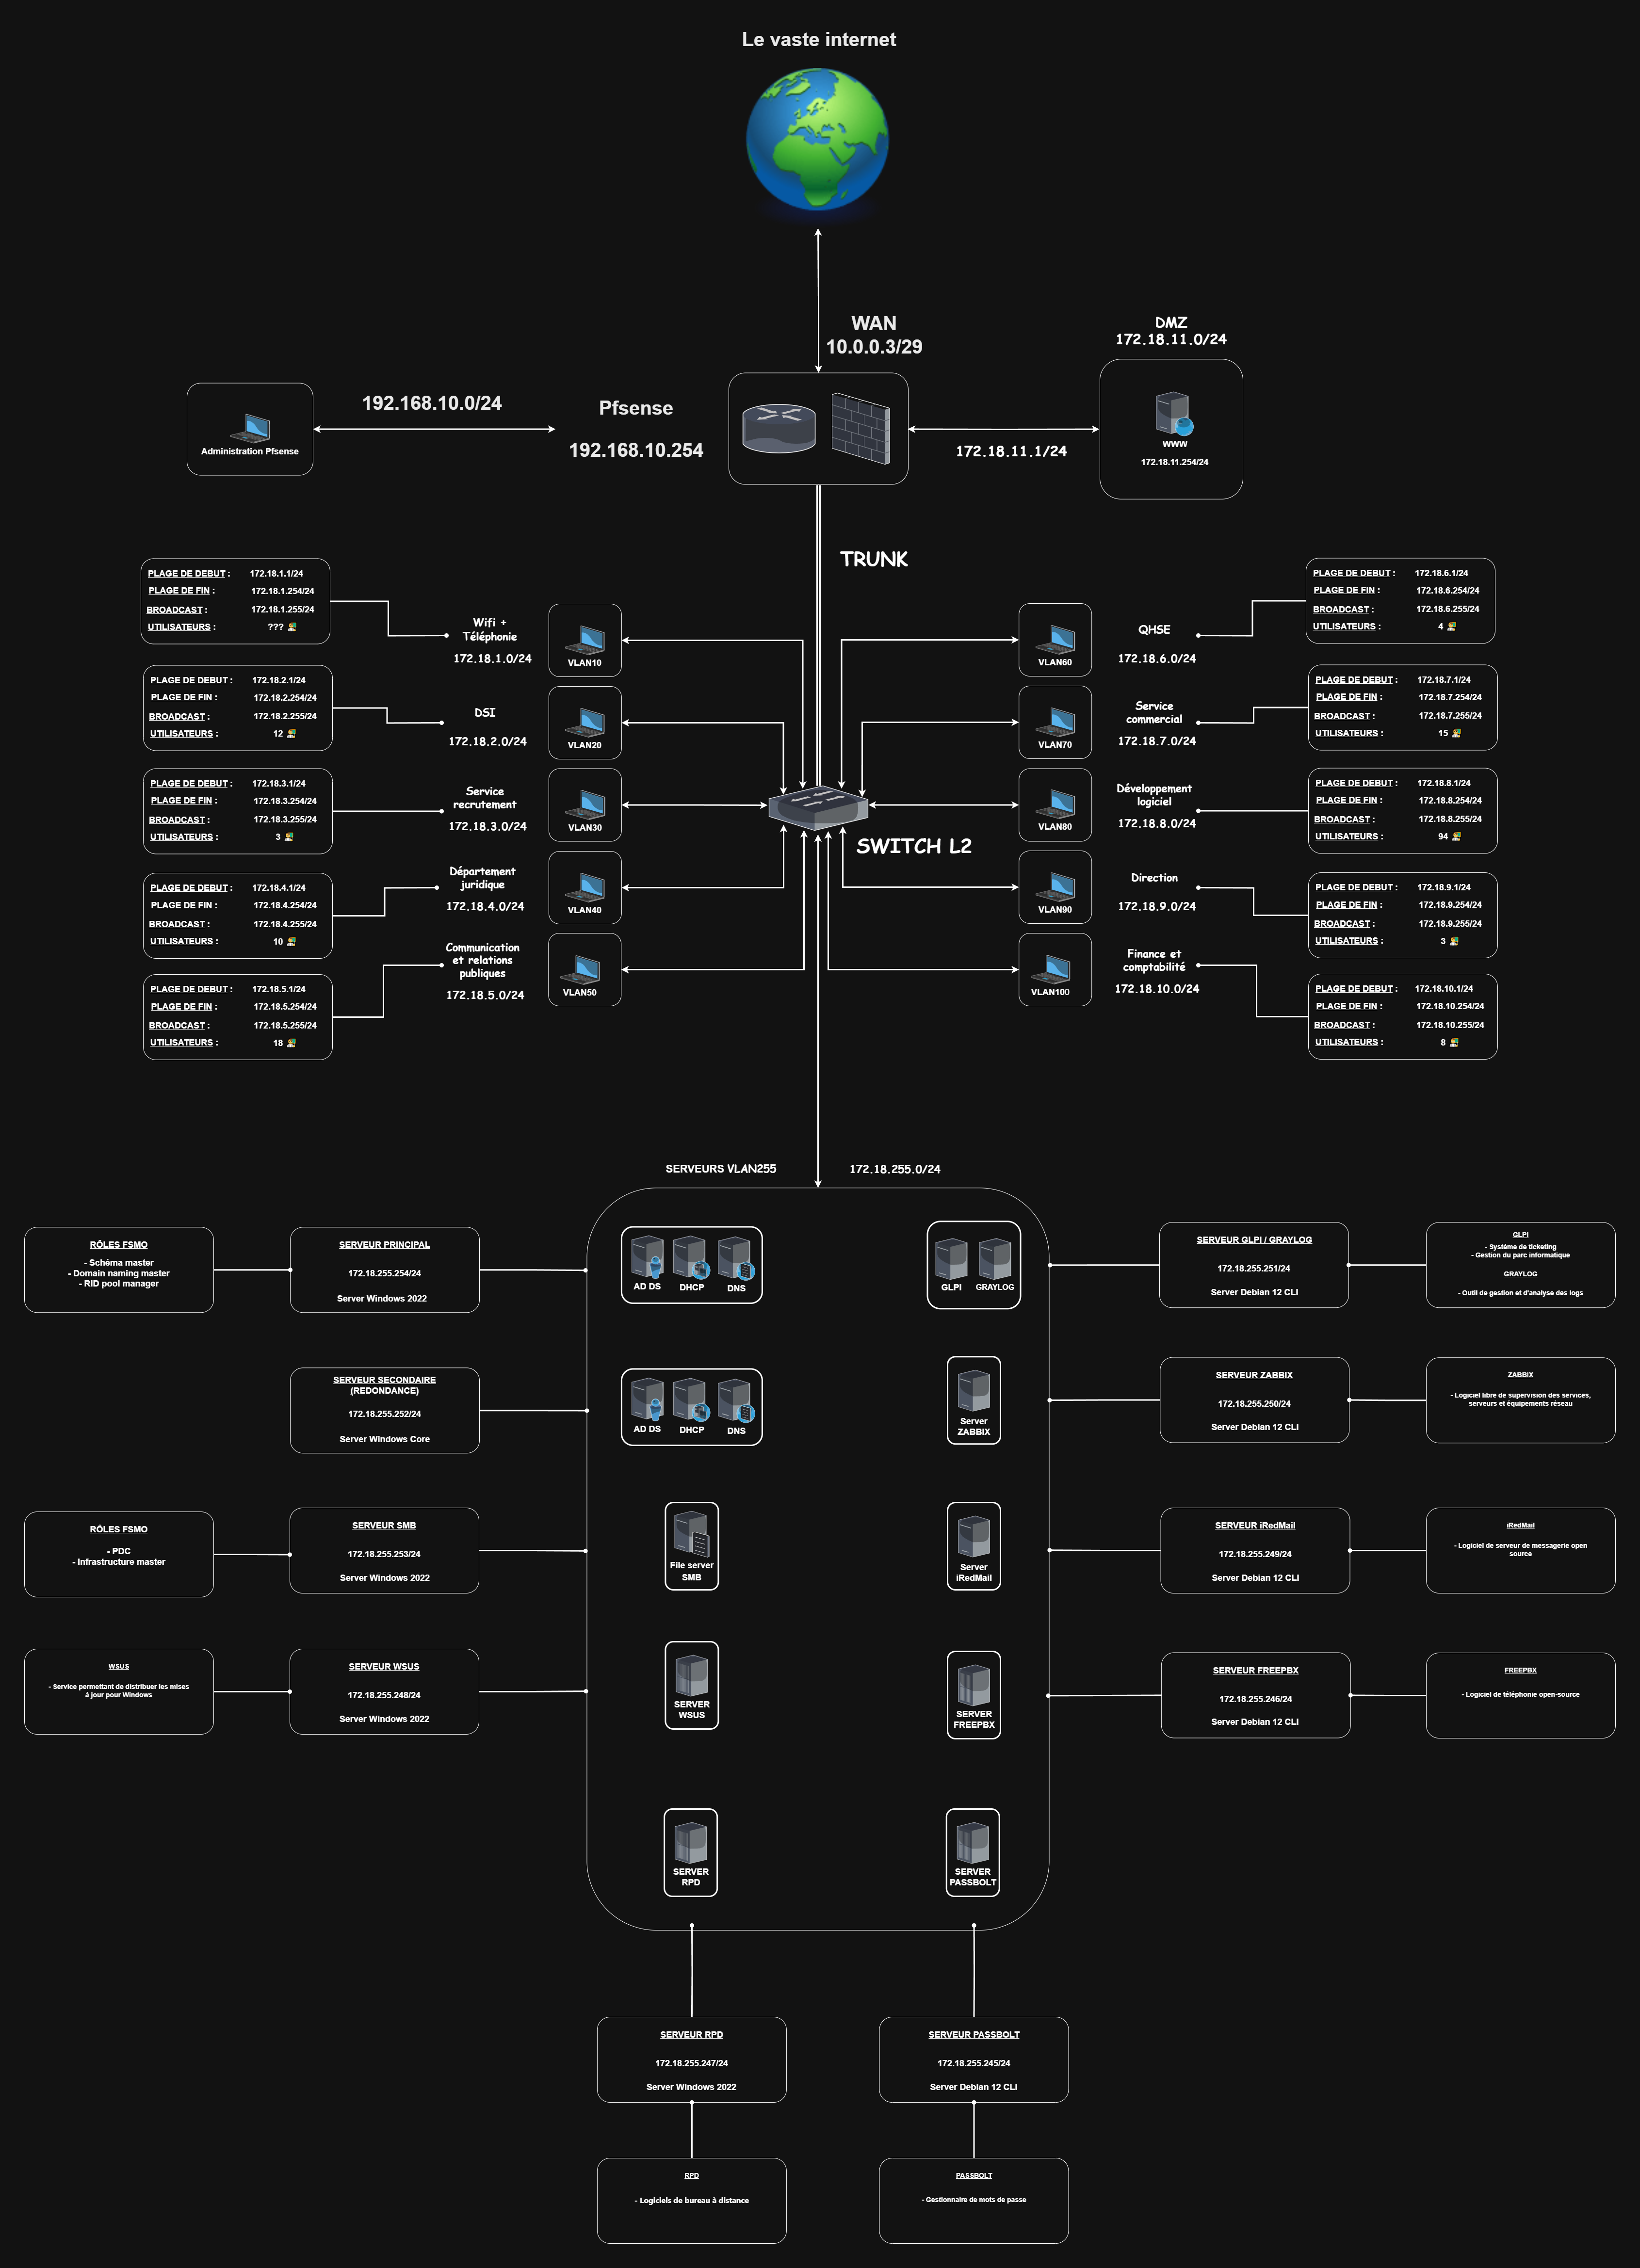 Le vaste internet
WAN
10.0.0.3/29
DMZ
172.18.11.0/24
192.168.10.0/24
Pfsense
192.168.10.254
Administration Pfsense
172.18.11.1/24
WWW
172.18.11.254/24
TRUNK
PLAGE DE DEBUT : 172.18.1.1/24
PLAGE DE FIN : 172.18.1.254/24
BROADCAST : 172.18.1.255/24
UTILISATEURS : ???
Wifi +
Téléphonie
172.18.1.0/24
VLAN10
PLAGE DE DEBUT : 172.18.2.1/24
PLAGE DE FIN : 172.18.2.254/24
BROADCAST : 172.18.2.255/24
UTILISATEURS : 12
DSI
172.18.2.0/24
VLAN20
PLAGE DE DEBUT : 172.18.3.1/24
PLAGE DE FIN : 172.18.3.254/24
BROADCAST : 172.18.3.255/24
UTILISATEURS : 3
Service
recrutement
172.18.3.0/24
VLAN30
PLAGE DE DEBUT : 172.18.4.1/24
PLAGE DE FIN : 172.18.4.254/24
BROADCAST : 172.18.4.255/24
UTILISATEURS : 10
Département
juridique
172.18.4.0/24
VLAN40
PLAGE DE DEBUT : 172.18.5.1/24
PLAGE DE FIN : 172.18.5.254/24
BROADCAST : 172.18.5.255/24
UTILISATEURS : 18
Communication
et relations
publiques
172.18.5.0/24
VLAN50
SWITCH L2
VLAN60
QHSE
172.18.6.0/24
PLAGE DE DEBUT : 172.18.6.1/24
PLAGE DE FIN : 172.18.6.254/24
BROADCAST : 172.18.6.255/24
UTILISATEURS : 4
VLAN70
Service
commercial
172.18.7.0/24
PLAGE DE DEBUT : 172.18.7.1/24
PLAGE DE FIN : 172.18.7.254/24
BROADCAST : 172.18.7.255/24
UTILISATEURS : 15
VLAN80
Développement
logiciel
172.18.8.0/24
PLAGE DE DEBUT : 172.18.8.1/24
PLAGE DE FIN : 172.18.8.254/24
BROADCAST : 172.18.8.255/24
UTILISATEURS : 94
VLAN90
Direction
172.18.9.0/24
PLAGE DE DEBUT : 172.18.9.1/24
PLAGE DE FIN : 172.18.9.254/24
BROADCAST : 172.18.9.255/24
UTILISATEURS : 3
VLAN100
Finance et
comptabilité
172.18.10.0/24
PLAGE DE DEBUT : 172.18.10.1/24
PLAGE DE FIN : 172.18.10.254/24
BROADCAST : 172.18.10.255/24
UTILISATEURS : 8
SERVEURS VLAN255 172.18.255.0/24
RÔLES FSMO
- Schéma master
- Domain naming master
- RID pool manager
SERVEUR PRINCIPAL
172.18.255.254/24
Server Windows 2022
AD DS DHCP DNS
GLPI GRAYLOG
SERVEUR GLPI / GRAYLOG
172.18.255.251/24
Server Debian 12 CLI
GLPI
- Système de ticketing
- Gestion du parc informatique
GRAYLOG
- Outil de gestion et d'analyse des logs
SERVEUR SECONDAIRE
(REDONDANCE)
172.18.255.252/24
Server Windows Core
AD DS DHCP DNS
Server
ZABBIX
SERVEUR ZABBIX
172.18.255.250/24
Server Debian 12 CLI
ZABBIX
- Logiciel libre de supervision des services,
serveurs et équipements réseau
RÔLES FSMO
- PDC
- Infrastructure master
SERVEUR SMB
172.18.255.253/24
Server Windows 2022
File server
SMB
Server
iRedMail
SERVEUR iRedMail
172.18.255.249/24
Server Debian 12 CLI
iRedMail
- Logiciel de serveur de messagerie open
source
WSUS
- Service permettant de distribuer les mises
à jour pour Windows
SERVEUR WSUS
172.18.255.248/24
Server Windows 2022
SERVER
WSUS
SERVER
FREEPBX
SERVEUR FREEPBX
172.18.255.246/24
Server Debian 12 CLI
FREEPBX
- Logiciel de téléphonie open-source
SERVER
RPD
SERVER
PASSBOLT
SERVEUR RPD
172.18.255.247/24
Server Windows 2022
SERVEUR PASSBOLT
172.18.255.245/24
Server Debian 12 CLI
RPD
- Logiciels de bureau à distance
PASSBOLT
- Gestionnaire de mots de passe